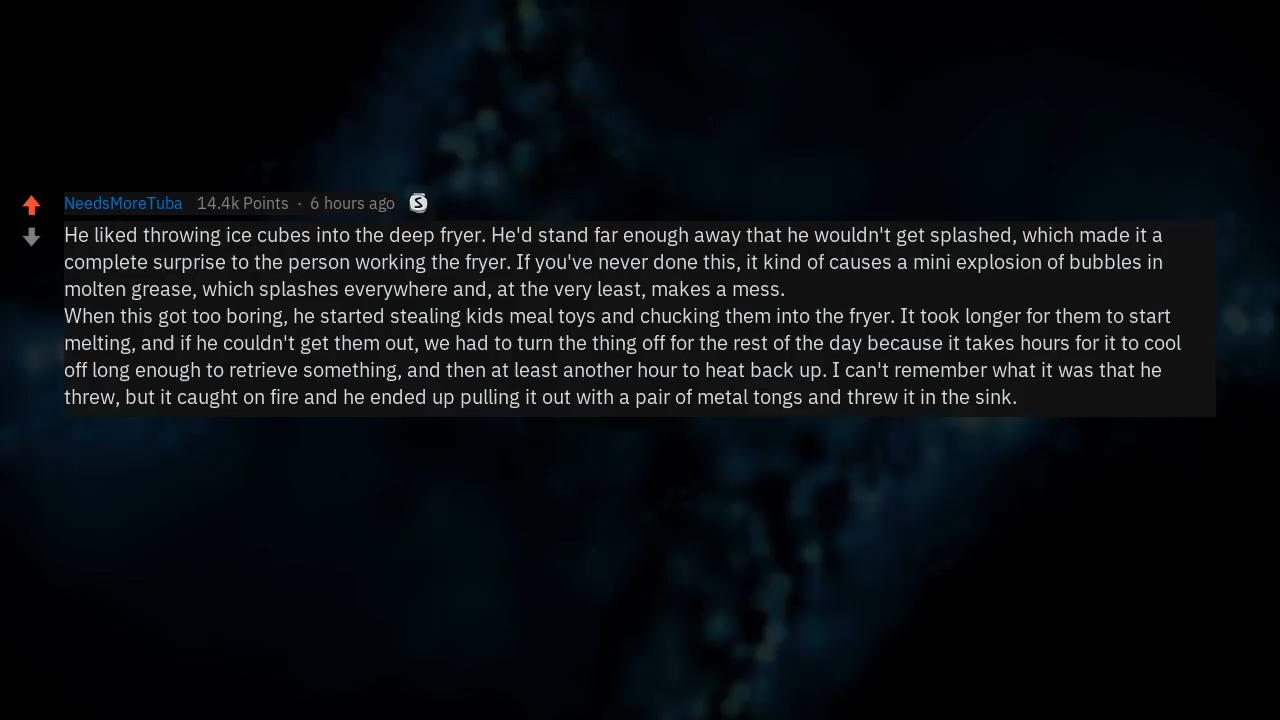 NeedsMoreTuba 14.4k Points · 6 hours ago S
He liked throwing ice cubes into the deep fryer. He'd stand far enough away that he wouldn't get splashed, which made it a
complete surprise to the person working the fryer. If you've never done this, it kind of causes a mini explosion of bubbles in
molten grease, which splashes everywhere and, at the very least, makes a mess.
When this got too boring, he started stealing kids meal toys and chucking them into the fryer. It took longer for them to start
melting, and if he couldn't get them out, we had to turn the thing off for the rest of the day because it takes hours for it to cool
off long enough to retrieve something, and then at least another hour to heat back up. I can't remember what it was that he
threw, but it caught on fire and he ended up pulling it out with a pair of metal tongs and threw it in the sink.